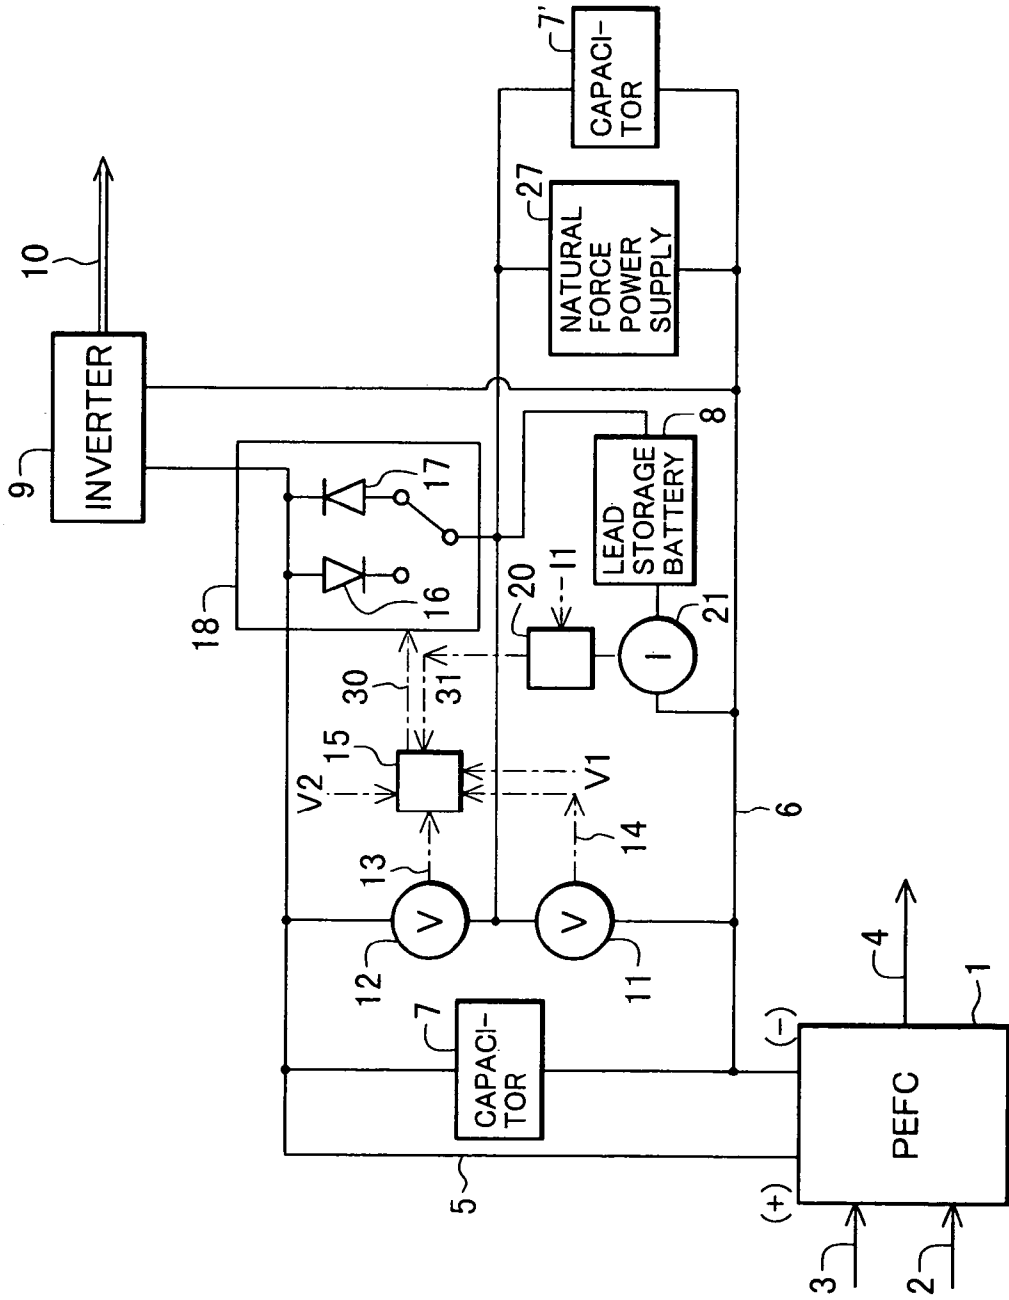 10
9
INVERTER
7'
CAPACI-
TOR
27
NATURAL
FORCE
POWER
SUPPLY
18
17
16
8
LEAD
STORAGE
BATTERY
20
I1
21
I
30
31
15
V2
V1
13
14
12
V
11
V
6
7
CAPACI-
TOR
5
4
1
(+)
(-)
PEFC
3
2